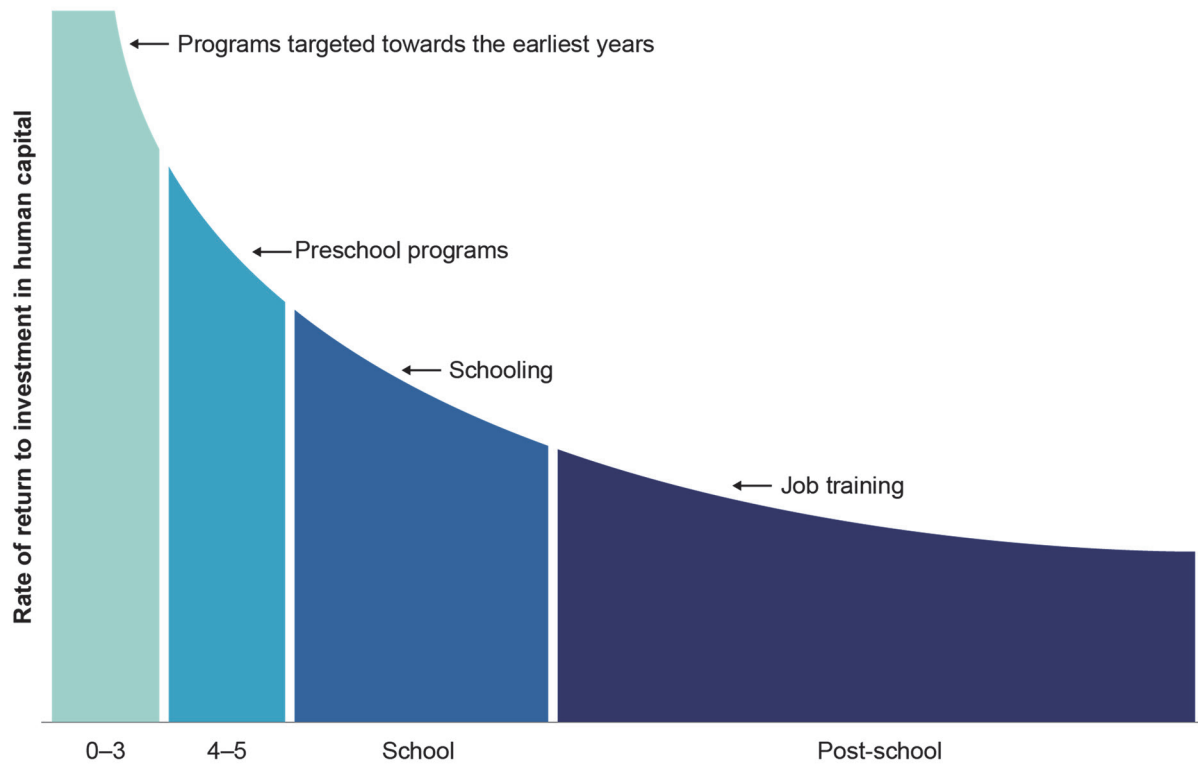 Programs targeted towards the earliest years
Rate of return to investment in human capital
Preschool programs
Schooling
Job training
0–3
4–5
School
Post-school